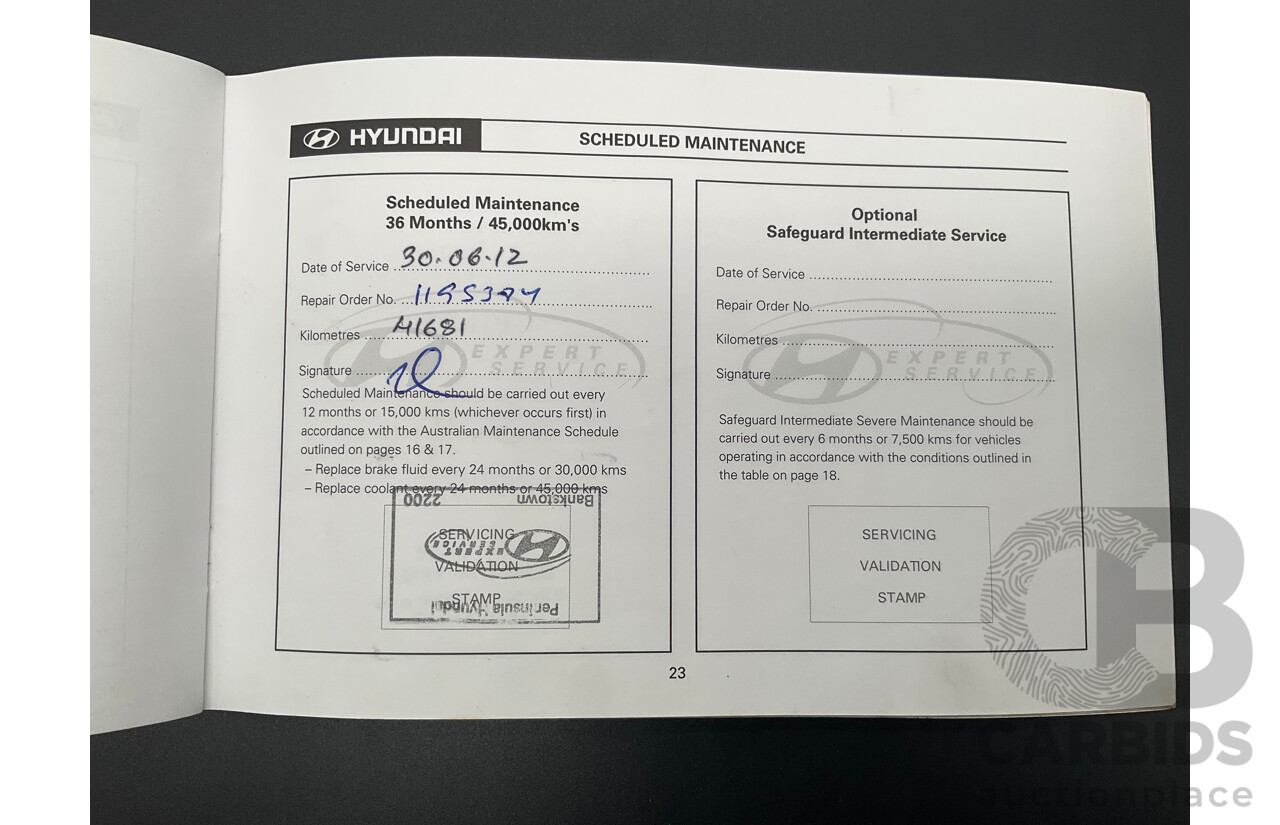 HYUNDAI
SCHEDULED MAINTENANCE
Scheduled Maintenance
36 Months / 45,000km's
Date of Service 30.06.12
Repair Order No.
Kilometres 41681
Signature
EXPERT
SERVICE
Scheduled Maintenance should be carried out every
12 months or 15,000 kms (whichever occurs first) in
accordance with the Australian Maintenance Schedule
outlined on pages 16 & 17.
– Replace brake fluid every 24 months or 30,000 kms
– Replace coolant every 24 months or 45,000 kms
SERVICING
VALIDATION
STAMP
Peninsula Hyundai
EXPERT
SERVICE
Bankstown 2200
Optional
Safeguard Intermediate Service
Date of Service
Repair Order No.
Kilometres
Signature
EXPERT
SERVICE
Safeguard Intermediate Severe Maintenance should be
carried out every 6 months or 7,500 kms for vehicles
operating in accordance with the conditions outlined in
the table on page 18.
SERVICING
VALIDATION
STAMP
23
CB
CARBIDS
auctionplace